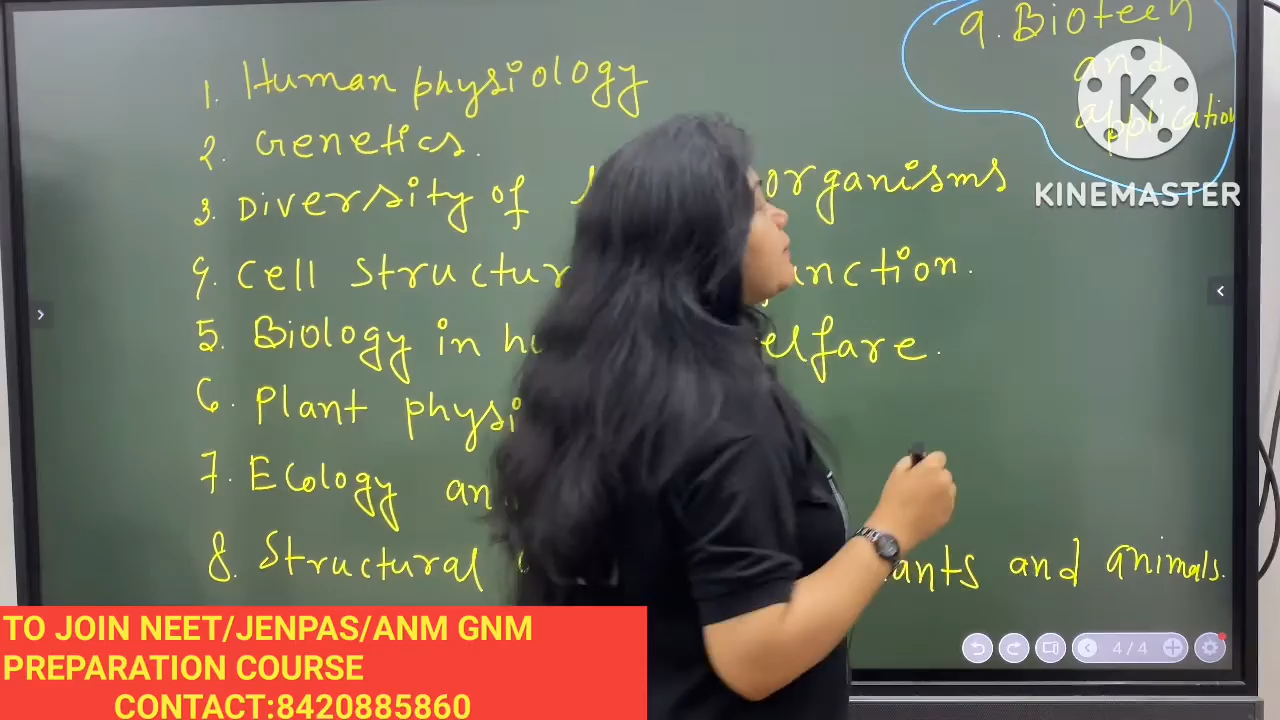 1. Human physiology
2. Genetics.
3. Diversity of organisms
4. Cell structur unction.
5. Biology in hu elfare.
6. Plant physi
7. Ecology an
8. Structural ants and animals.
9. Biotech
and
application
K
KINEMASTER
4/4
TO JOIN NEET/JENPAS/ANM GNM
PREPARATION COURSE
CONTACT:8420885860